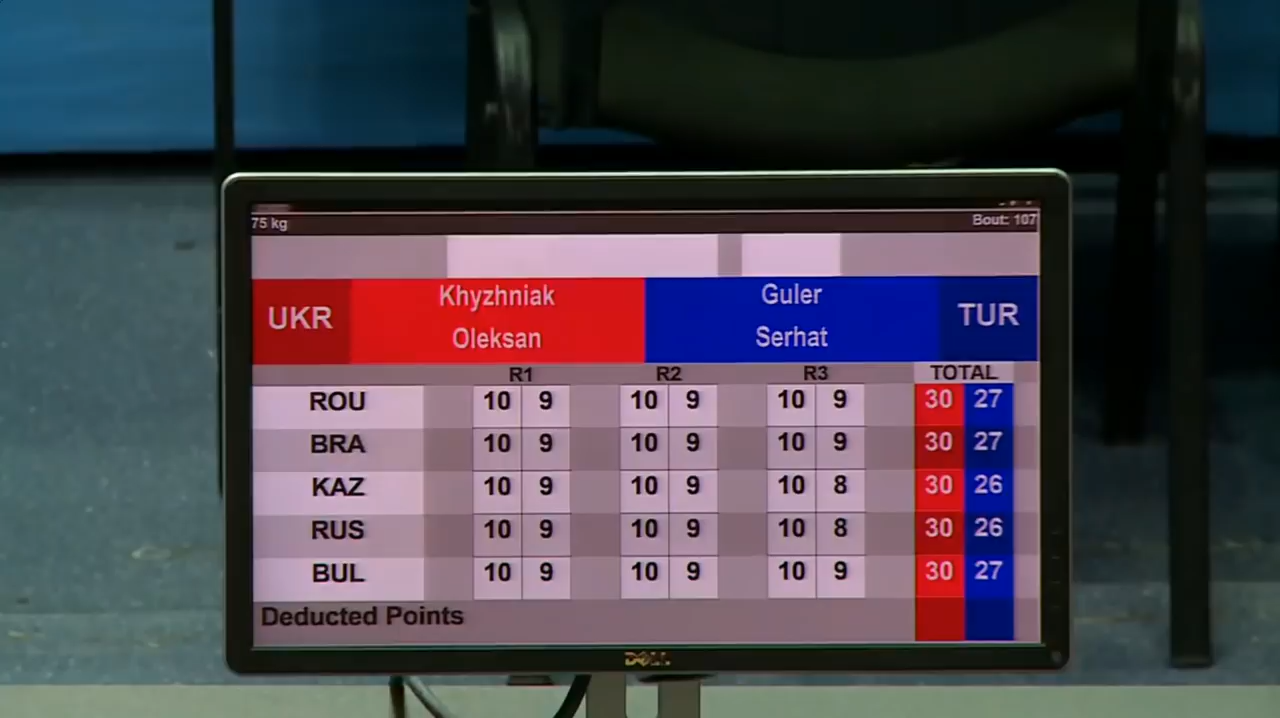 75 kg Bout: 107
UKR Khyzhniak Oleksan Guler Serhat TUR
R1 R2 R3 TOTAL
ROU 10 9 10 9 10 9 30 27
BRA 10 9 10 9 10 9 30 27
KAZ 10 9 10 9 10 8 30 26
RUS 10 9 10 9 10 8 30 26
BUL 10 9 10 9 10 9 30 27
Deducted Points
DELL